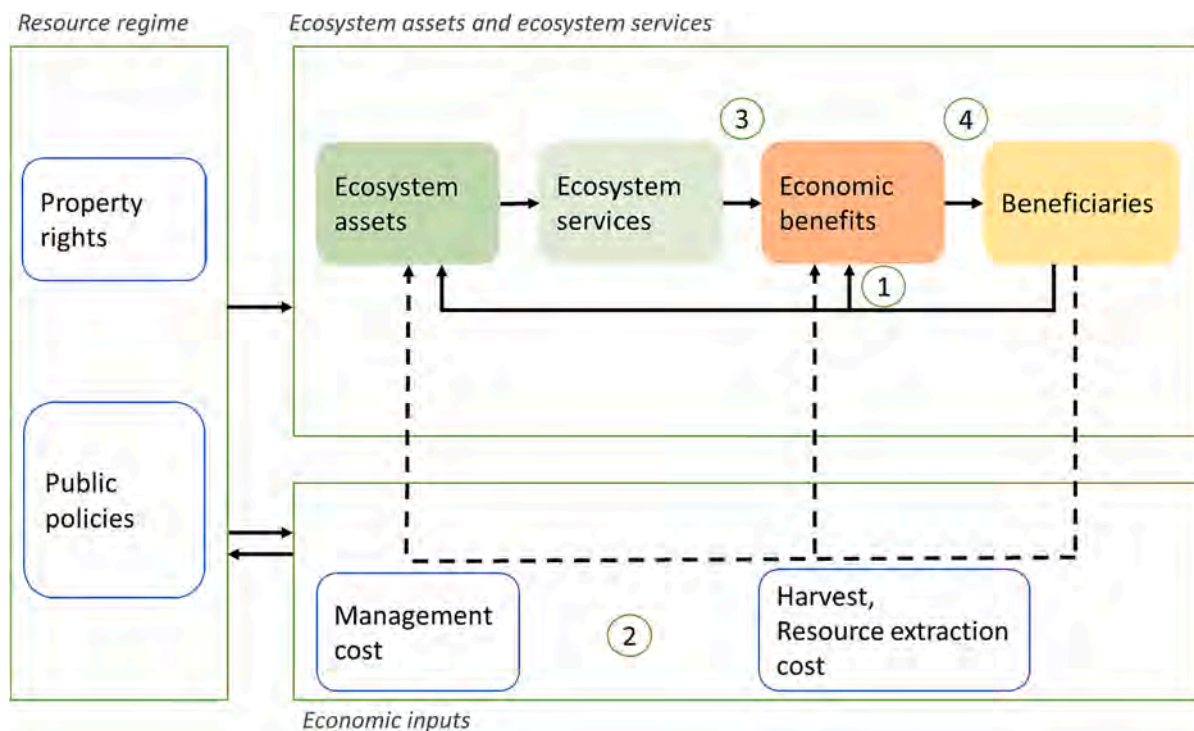 Resource regime
Ecosystem assets and ecosystem services
3
4
Property
rights
Ecosystem
assets
Ecosystem
services
Economic
benefits
Beneficiaries
1
Public
policies
Management
cost
2
Harvest,
Resource extraction
cost
Economic inputs